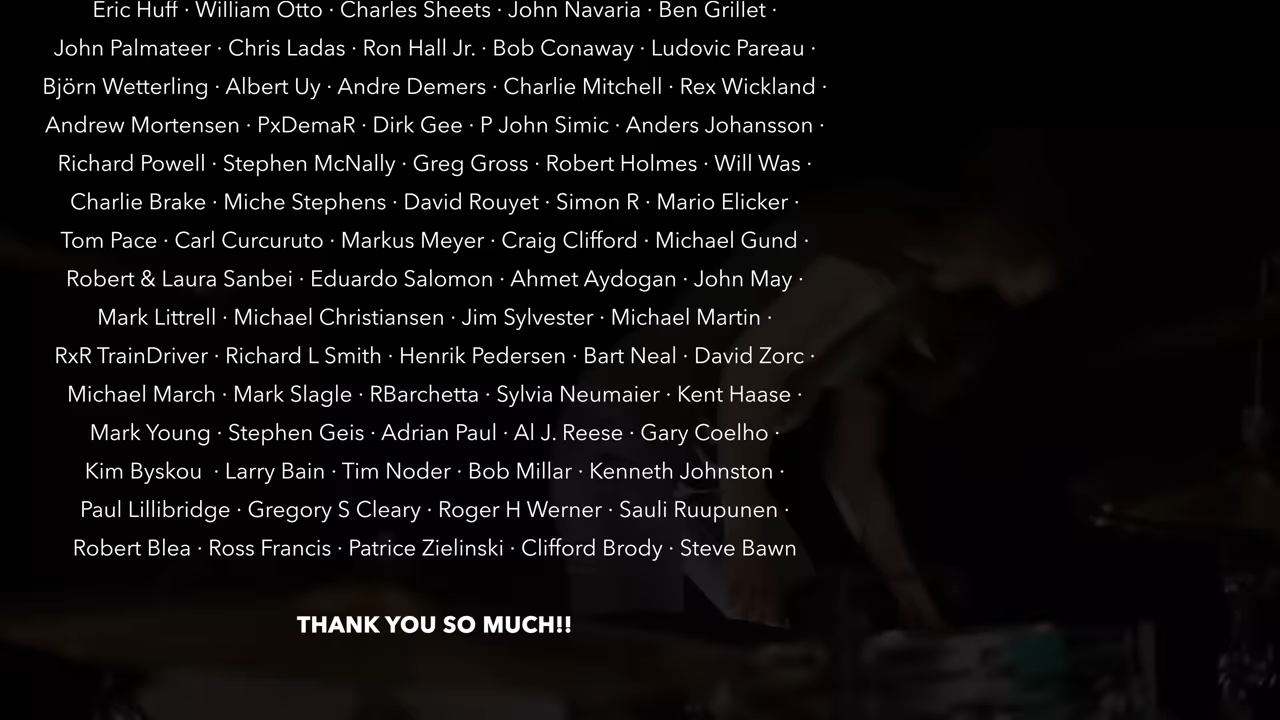 Eric Huff · William Otto · Charles Sheets · John Navaria · Ben Grillet ·
John Palmateer · Chris Ladas · Ron Hall Jr. · Bob Conaway · Ludovic Pareau ·
Björn Wetterling · Albert Uy · Andre Demers · Charlie Mitchell · Rex Wickland ·
Andrew Mortensen · PxDemaR · Dirk Gee · P John Simic · Anders Johansson ·
Richard Powell · Stephen McNally · Greg Gross · Robert Holmes · Will Was ·
Charlie Brake · Miche Stephens · David Rouyet · Simon R · Mario Elicker ·
Tom Pace · Carl Curcuruto · Markus Meyer · Craig Clifford · Michael Gund ·
Robert & Laura Sanbei · Eduardo Salomon · Ahmet Aydogan · John May ·
Mark Littrell · Michael Christiansen · Jim Sylvester · Michael Martin ·
RxR TrainDriver · Richard L Smith · Henrik Pedersen · Bart Neal · David Zorc ·
Michael March · Mark Slagle · RBarchetta · Sylvia Neumaier · Kent Haase ·
Mark Young · Stephen Geis · Adrian Paul · Al J. Reese · Gary Coelho ·
Kim Byskou  · Larry Bain · Tim Noder · Bob Millar · Kenneth Johnston ·
Paul Lillibridge · Gregory S Cleary · Roger H Werner · Sauli Ruupunen ·
Robert Blea · Ross Francis · Patrice Zielinski · Clifford Brody · Steve Bawn
THANK YOU SO MUCH!!